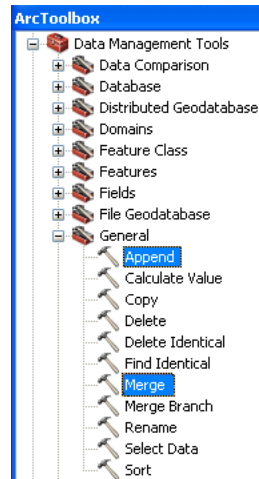 ArcToolbox
Data Management Tools
Data Comparison
Database
Distributed Geodatabase
Domains
Feature Class
Features
Fields
File Geodatabase
General
Append
Calculate Value
Copy
Delete
Delete Identical
Find Identical
Merge
Merge Branch
Rename
Select Data
Sort